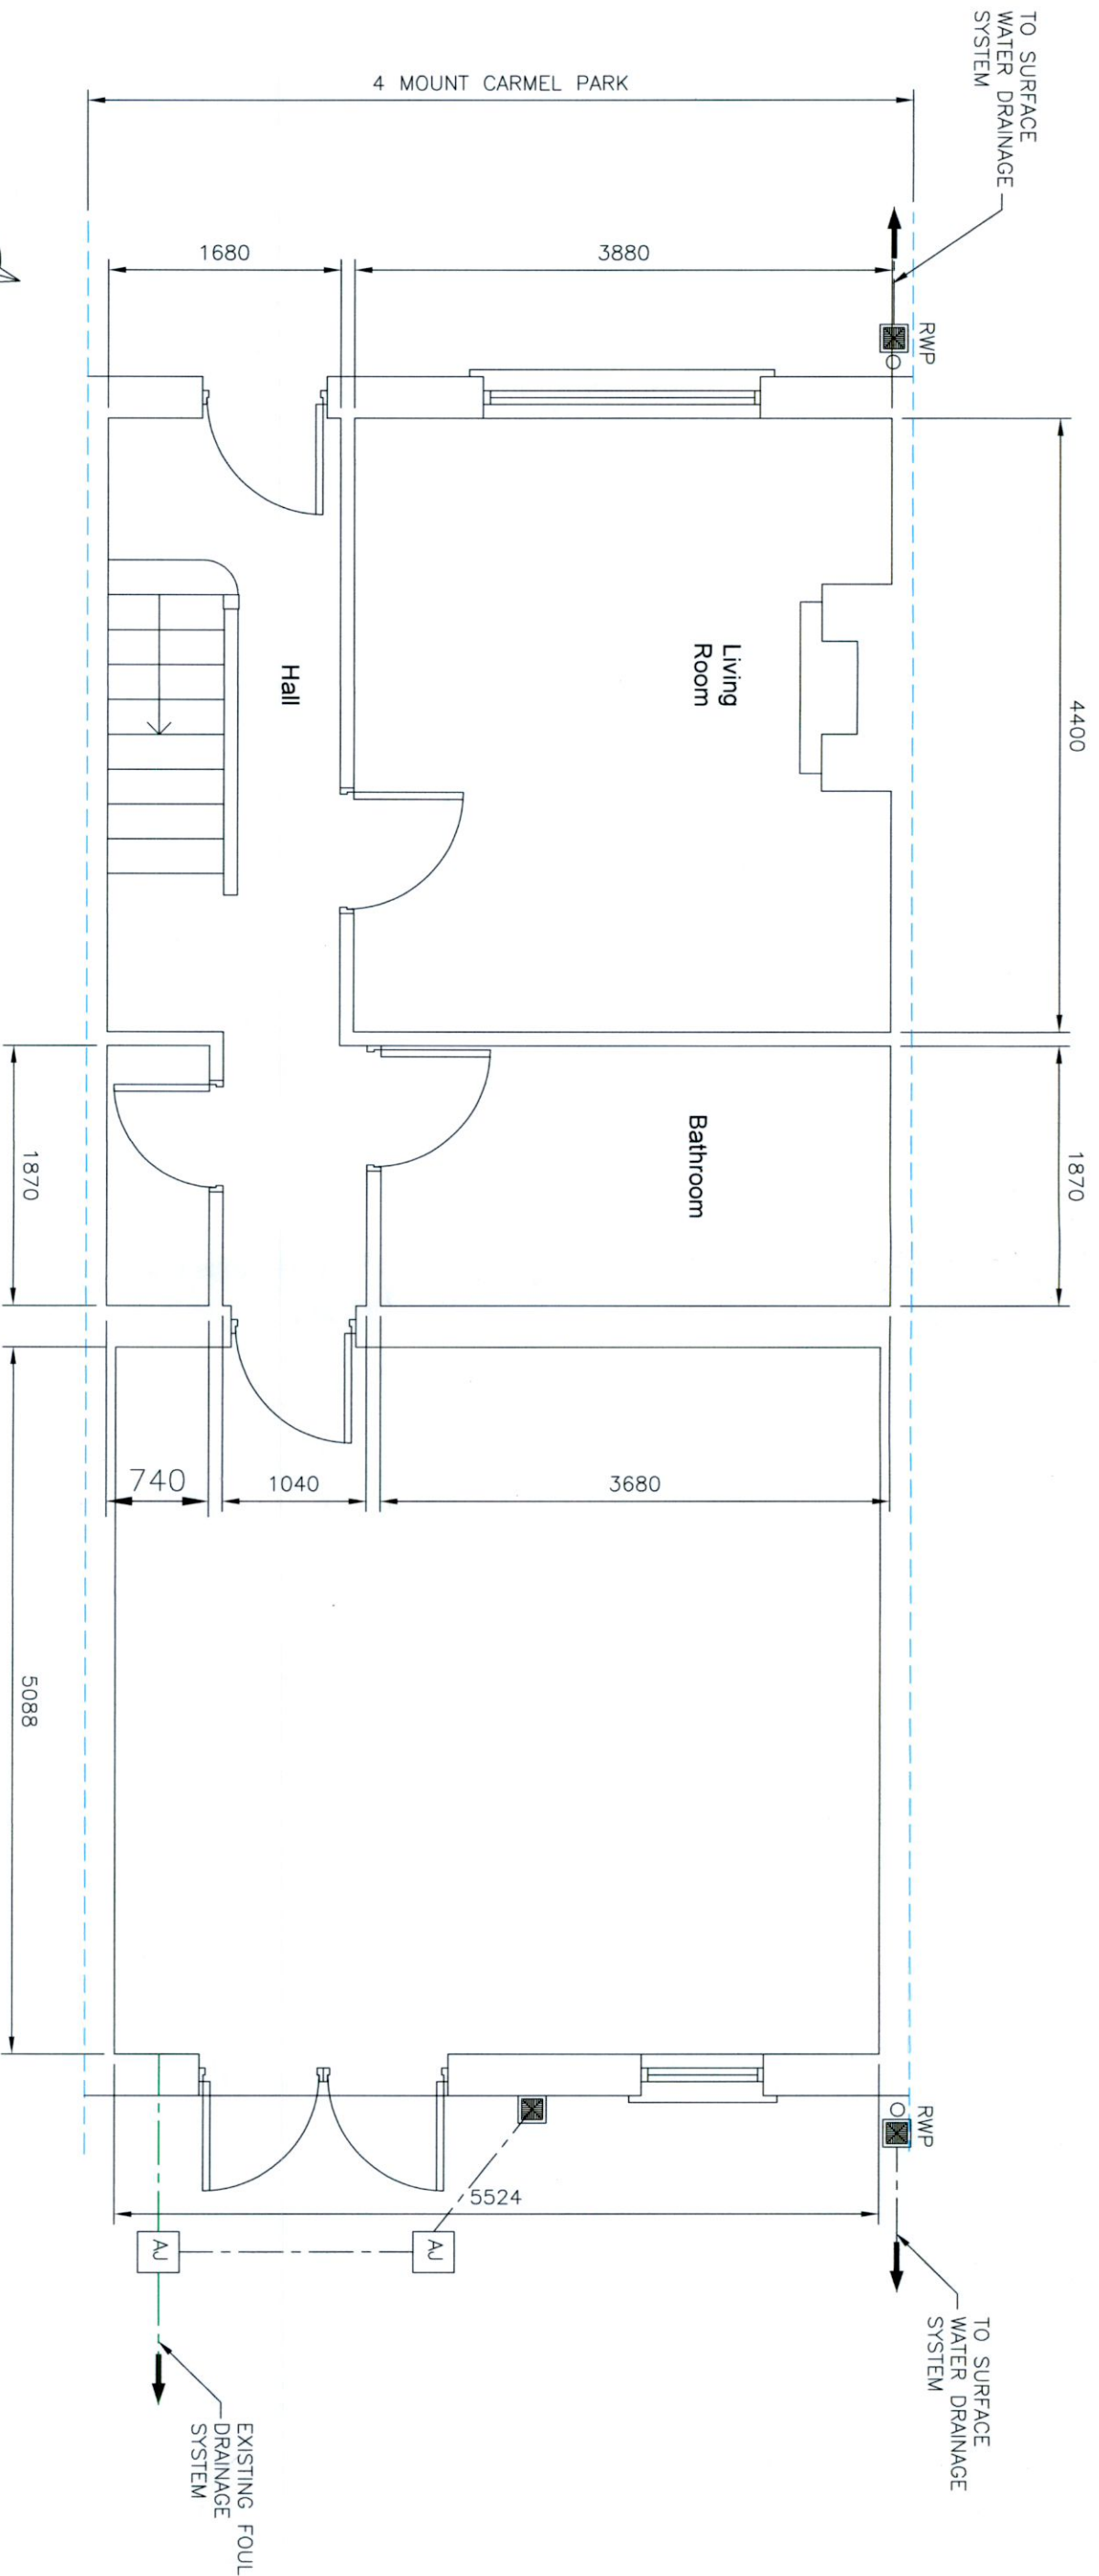 TO SURFACE
WATER DRAINAGE
SYSTEM
4 MOUNT CARMEL PARK
1680
3880
RWP
4400
Living
Room
Hall
Bathroom
1870
1870
740
1040
3680
5088
RWP
5524
AJ
AJ
TO SURFACE
WATER DRAINAGE
SYSTEM
EXISTING FOUL
DRAINAGE
SYSTEM